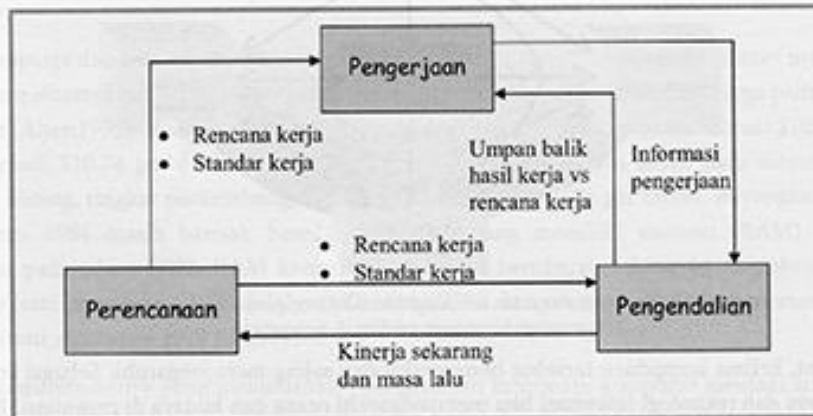 Pengerjaan
• Rencana kerja
• Standar kerja
Umpan balik
hasil kerja vs
rencana kerja
Informasi
pengerjaan
• Rencana kerja
• Standar kerja
Perencanaan
Pengendalian
Kinerja sekarang
dan masa lalu